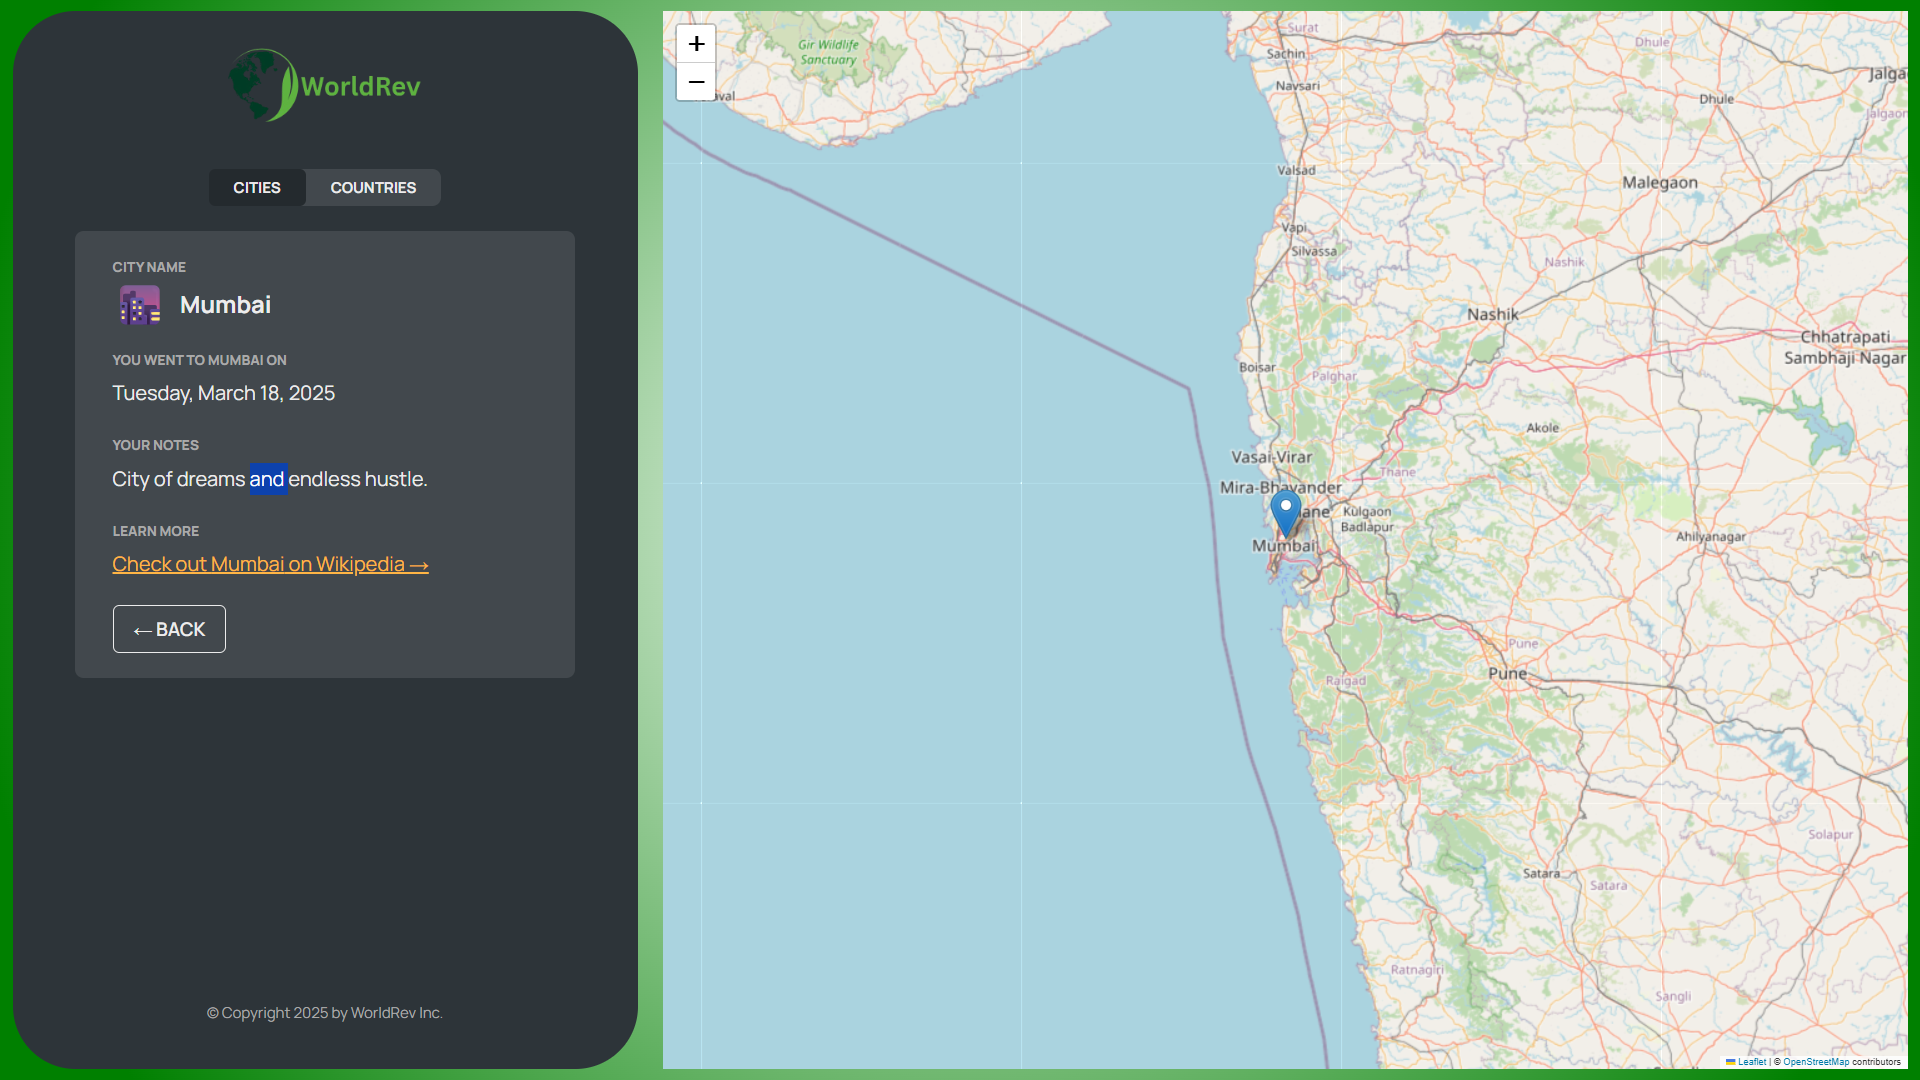 WorldRev
CITIES
COUNTRIES
CITY NAME
Mumbai
YOU WENT TO MUMBAI ON
Tuesday, March 18, 2025
YOUR NOTES
City of dreams and endless hustle.
LEARN MORE
Check out Mumbai on Wikipedia →
← BACK
© Copyright 2025 by WorldRev Inc.
+
−
Gir Wildlife
Sanctuary
Surat
Sachin
Navsari
Dhule
Dhule
Valsad
Malegaon
Vapi
Silvassa
Nashik
Nashik
Chhatrapati
Sambhaji Nagar
Boisar
Palghar
Akole
Vasai-Virar
Thane
Mira-Bhayander
Kulgaon
Badlapur
Mumbai
Ahilyanagar
Pune
Pune
Raigad
Solapur
Satara
Satara
Ratnagiri
Sangli
Leaflet | © OpenStreetMap contributors